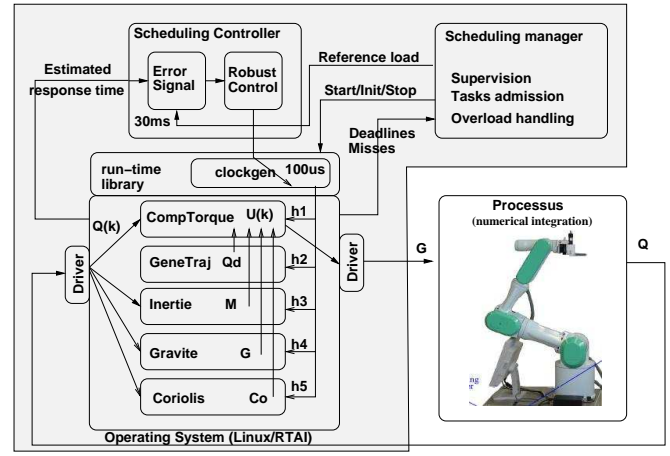 Scheduling Controller
Scheduling manager
Estimated
response time
Error
Signal
Robust
Control
30ms
Reference load
Start/Init/Stop
Supervision
Tasks admission
Overload handling
Deadlines
Misses
run−time
library
clockgen
100us
Q(k)
CompTorque
U(k)
h1
GeneTraj
Qd
h2
Inertie
M
h3
Gravite
G
h4
Coriolis
Co
h5
Driver
Driver
G
Processus
(numerical integration)
Q
Operating System (Linux/RTAI)